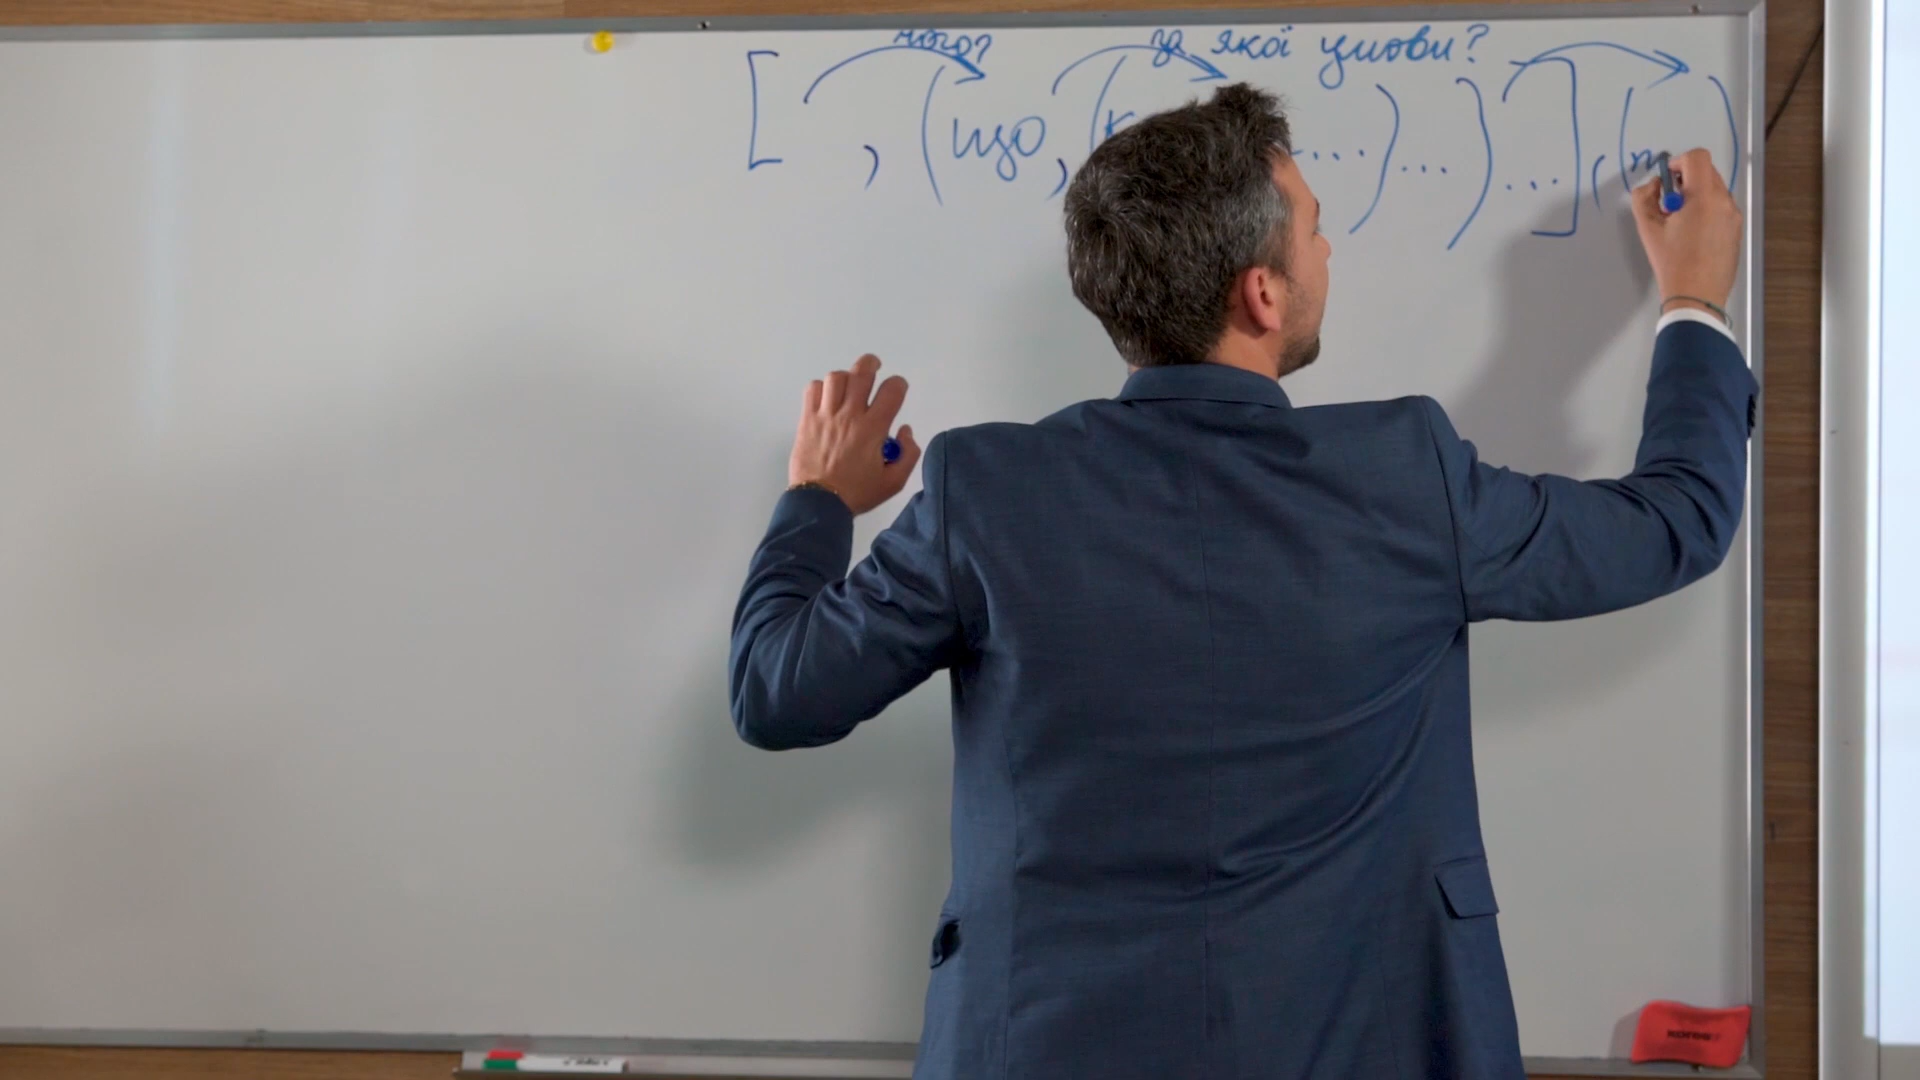 чого? за якої умови?
[ , (що, (к ...)...)...], (